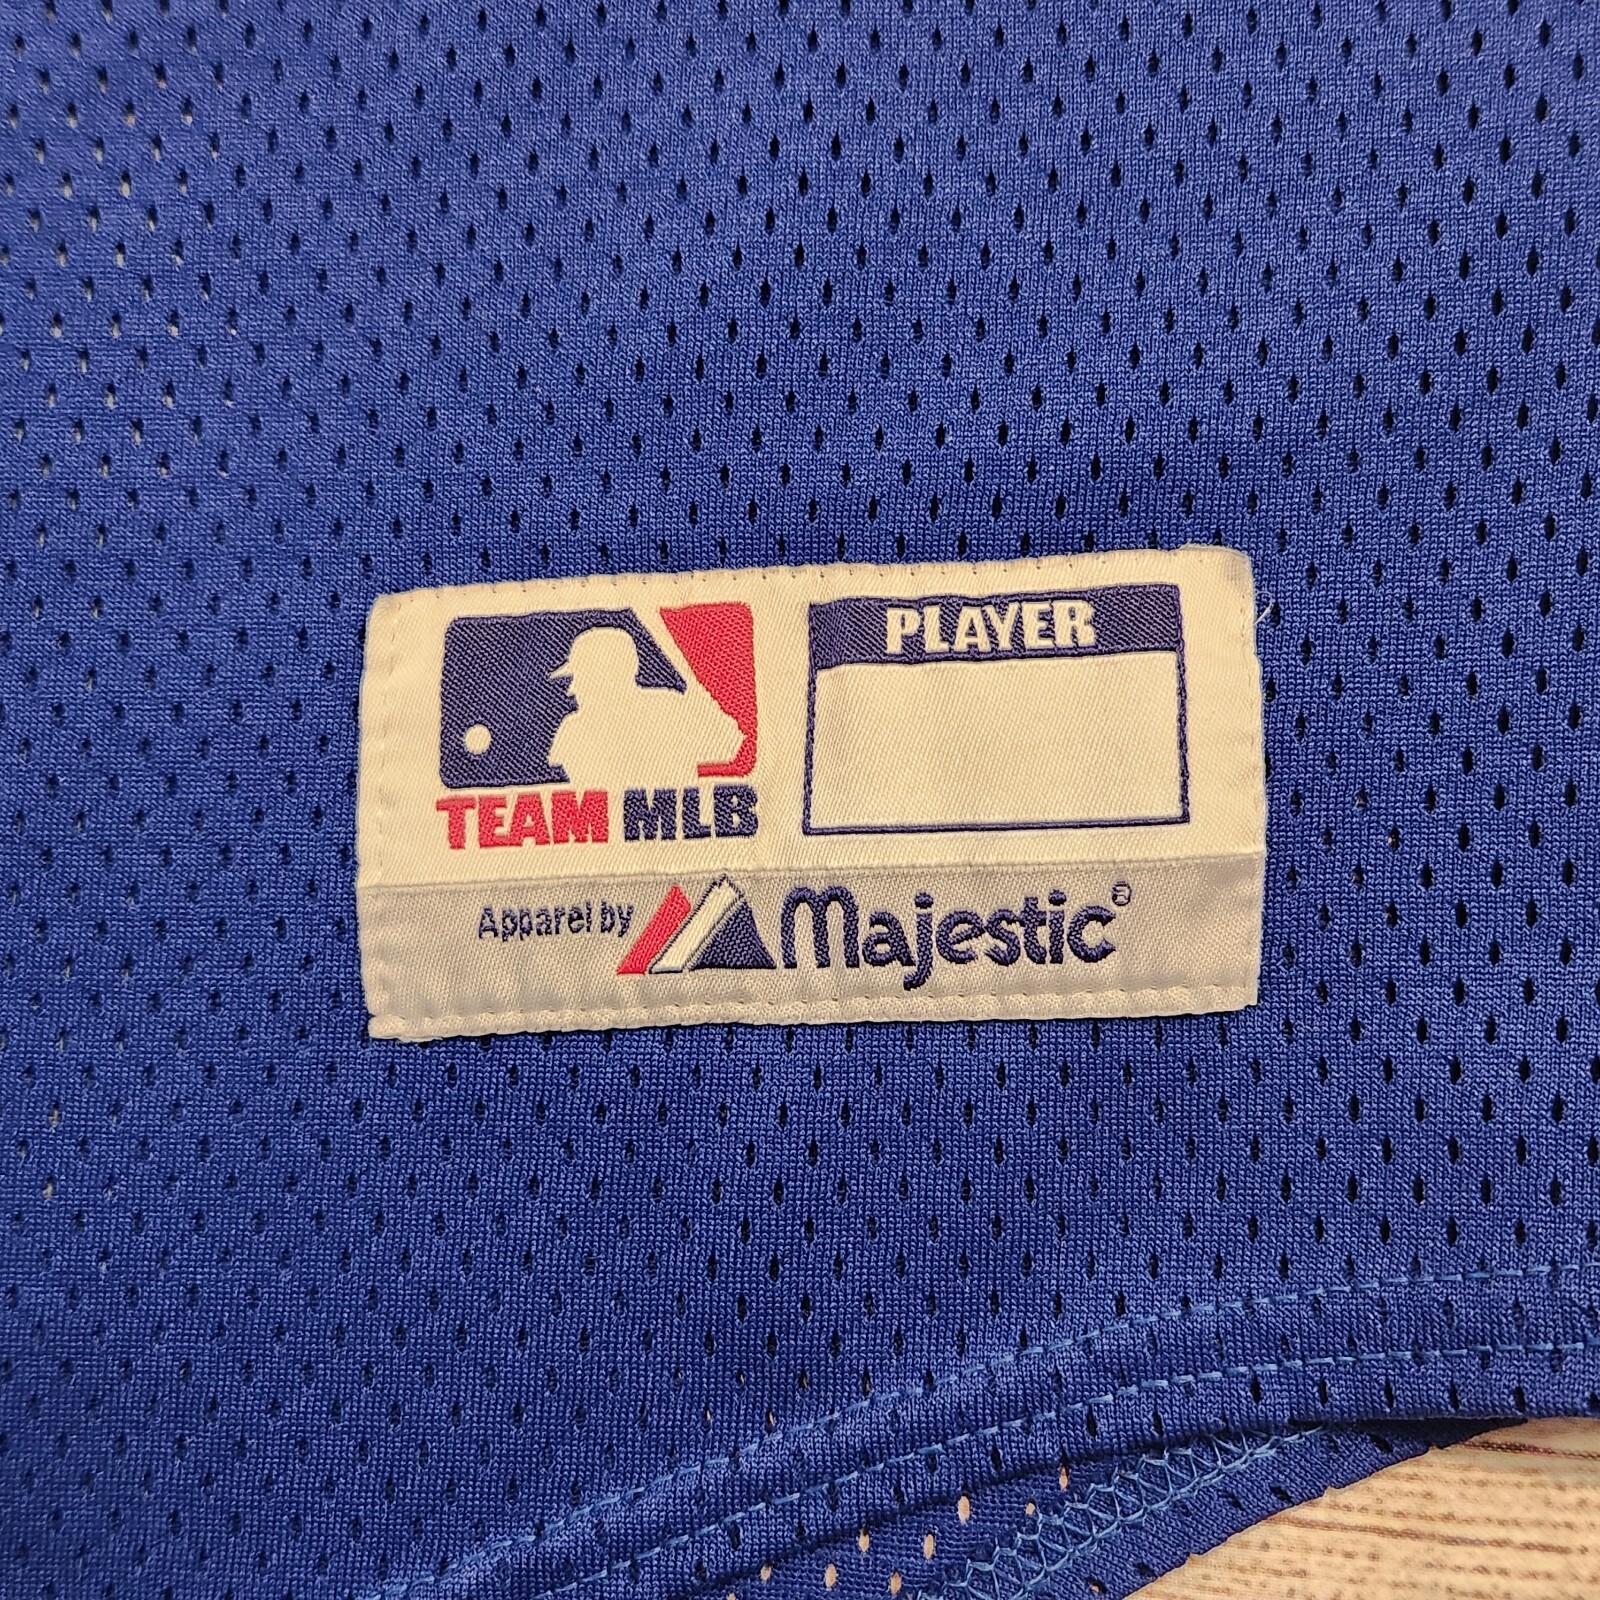 PLAYER
TEAM MLB
Apparel by Majestic®